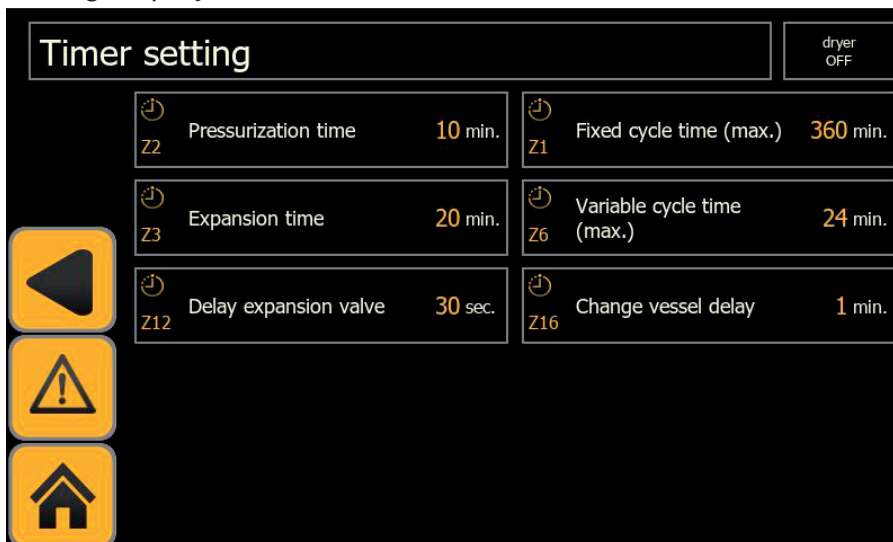 Timer setting
dryer
OFF
Z2 Pressurization time 10 min.
Z1 Fixed cycle time (max.) 360 min.
Z3 Expansion time 20 min.
Z6 Variable cycle time
(max.) 24 min.
Z12 Delay expansion valve 30 sec.
Z16 Change vessel delay 1 min.